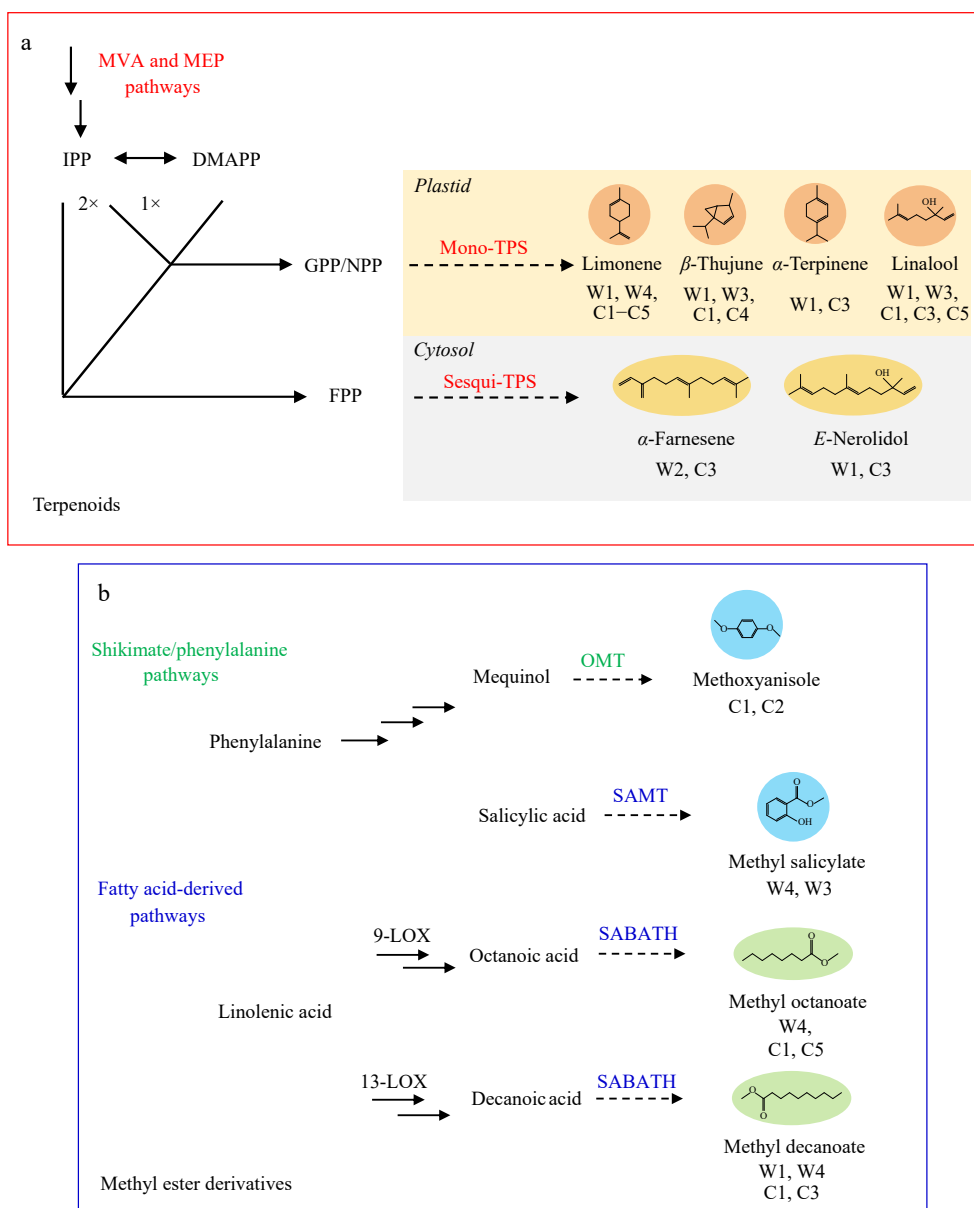 a
MVA and MEP
pathways
IPP
DMAPP
2×
1×
GPP/NPP
FPP
Terpenoids
Plastid
Mono-TPS
OH
Limonene
β-Thujune
α-Terpinene
Linalool
W1, W4,
C1−C5
W1, W3,
C1, C4
W1, C3
W1, W3,
C1, C3, C5
Cytosol
Sesqui-TPS
OH
α-Farnesene
E-Nerolidol
W2, C3
W1, C3
b
Shikimate/phenylalanine
pathways
Phenylalanine
Mequinol
OMT
O
O
Methoxyanisole
C1, C2
Salicylic acid
SAMT
O
O
OH
Methyl salicylate
W4, W3
Fatty acid-derived
pathways
Linolenic acid
9-LOX
Octanoic acid
SABATH
O
O
Methyl octanoate
W4,
C1, C5
13-LOX
Decanoic acid
SABATH
O
O
Methyl decanoate
W1, W4
C1, C3
Methyl ester derivatives